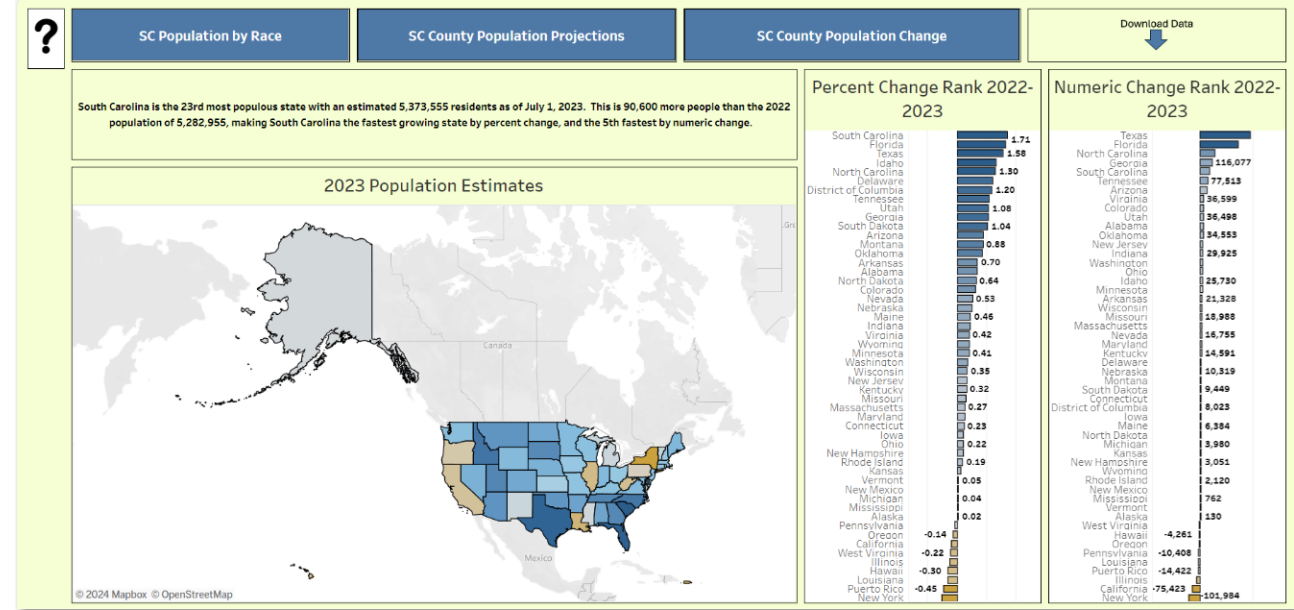 ?
SC Population by Race
SC County Population Projections
SC County Population Change
Download Data
South Carolina is the 23rd most populous state with an estimated 5,373,555 residents as of July 1, 2023. This is 90,600 more people than the 2022
population of 5,282,955, making South Carolina the fastest growing state by percent change, and the 5th fastest by numeric change.
2023 Population Estimates
Canada
Mexico
© 2024 Mapbox © OpenStreetMap
Percent Change Rank 2022-
2023
South Carolina 1.71
Florida
Texas 1.58
Idaho
North Carolina 1.30
Delaware
District of Columbia 1.20
Tennessee
Utah 1.08
Georgia
South Dakota 1.04
Arizona
Montana 0.88
Oklahoma
Arkansas 0.70
Alabama
North Dakota 0.64
Colorado
Nevada 0.53
Nebraska
Maine 0.46
Indiana
Virginia 0.42
Wyoming
Minnesota 0.41
Washington
Wisconsin 0.35
New Jersey
Kentucky 0.32
Missouri
Massachusetts 0.27
Maryland
Connecticut 0.23
Iowa
Ohio 0.22
New Hampshire
Rhode Island 0.19
Kansas
Vermont 0.05
New Mexico
Michigan 0.04
Mississippi
Alaska 0.02
Pennsylvania
Oregon -0.14
California
West Virginia -0.22
Illinois
Hawaii -0.30
Louisiana
Puerto Rico -0.45
New York
Numeric Change Rank 2022-
2023
Texas
Florida
North Carolina
Georgia 116,077
South Carolina
Tennessee 77,513
Arizona
Virginia 36,599
Colorado
Utah 36,498
Alabama
Oklahoma 34,553
New Jersey
Indiana 29,925
Washington
Ohio
Idaho 25,730
Minnesota
Arkansas 21,328
Wisconsin
Missouri 18,988
Massachusetts
Nevada 16,755
Maryland
Kentucky 14,591
Delaware
Nebraska 10,319
Montana
South Dakota 9,449
Connecticut
District of Columbia 8,023
Iowa
Maine 6,384
North Dakota
Michigan 3,980
Kansas
New Hampshire 3,051
Wyoming
Rhode Island 2,120
New Mexico
Mississippi 762
Vermont
Alaska 130
West Virginia
Hawaii -4,261
Oregon
Pennsylvania -10,408
Louisiana
Puerto Rico -14,422
Illinois
California -75,423
New York -101,984